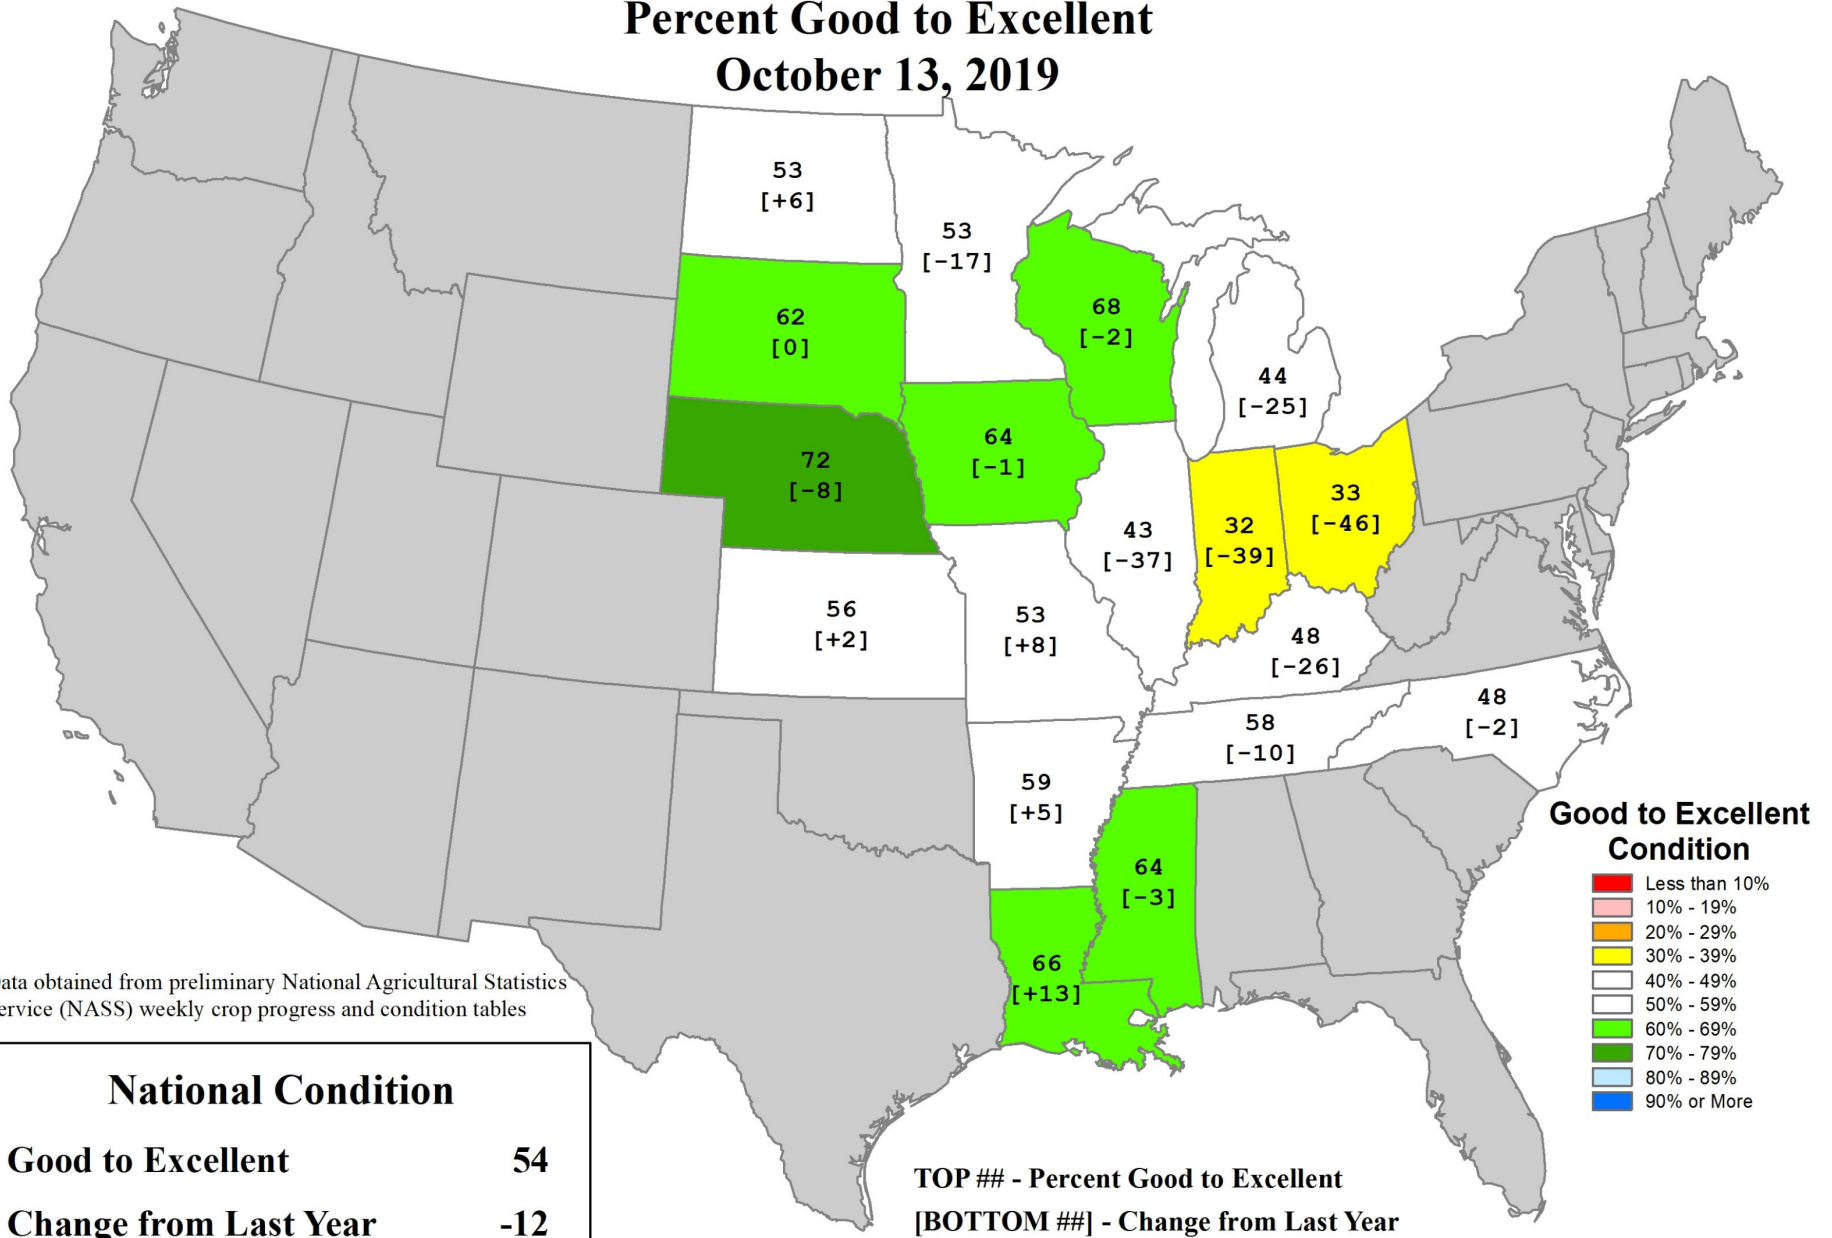 Percent Good to Excellent
October 13, 2019
53
[+6]
53
[-17]
62
[0]
68
[-2]
44
[-25]
72
[-8]
64
[-1]
43
[-37]
32
[-39]
33
[-46]
56
[+2]
53
[+8]
48
[-26]
58
[-10]
48
[-2]
59
[+5]
64
[-3]
66
[+13]
Good to Excellent
Condition
Less than 10%
10% - 19%
20% - 29%
30% - 39%
40% - 49%
50% - 59%
60% - 69%
70% - 79%
80% - 89%
90% or More
ata obtained from preliminary National Agricultural Statistics
ervice (NASS) weekly crop progress and condition tables
National Condition
Good to Excellent 54
Change from Last Year -12
TOP ## - Percent Good to Excellent
[BOTTOM ##] - Change from Last Year